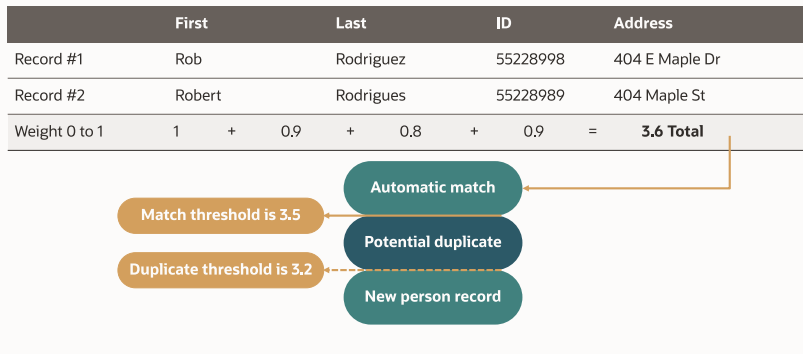 First Last ID Address
Record #1 Rob Rodriguez 55228998 404 E Maple Dr
Record #2 Robert Rodrigues 55228989 404 Maple St
Weight 0 to 1 1 + 0.9 + 0.8 + 0.9 = 3.6 Total
Automatic match
Match threshold is 3.5
Potential duplicate
Duplicate threshold is 3.2
New person record